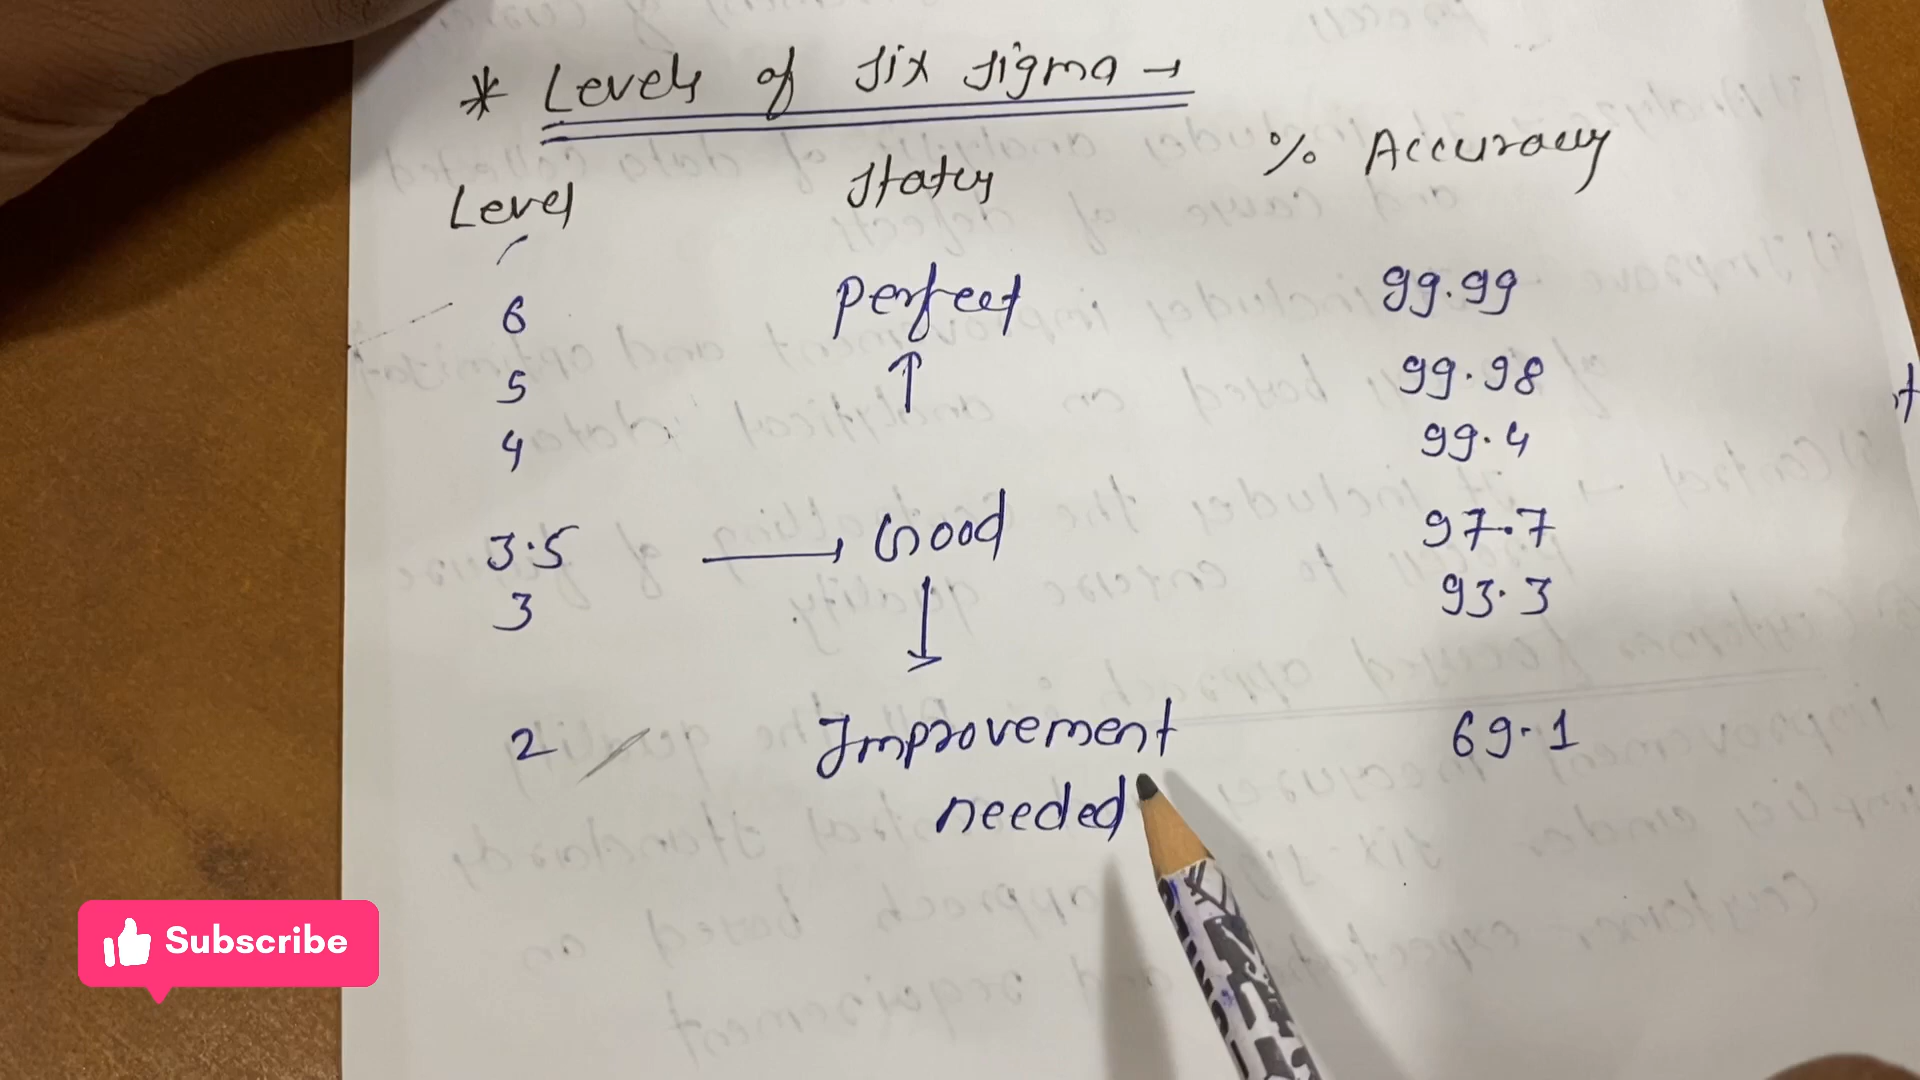 * Levels of Six Sigma →
Level Status % Accuracy
6 Perfect 99.99
5 ↑ 99.98
4 99.4
3.5 → Good 97.7
3 ↓ 93.3
2 Improvement 69.1
needed
Subscribe